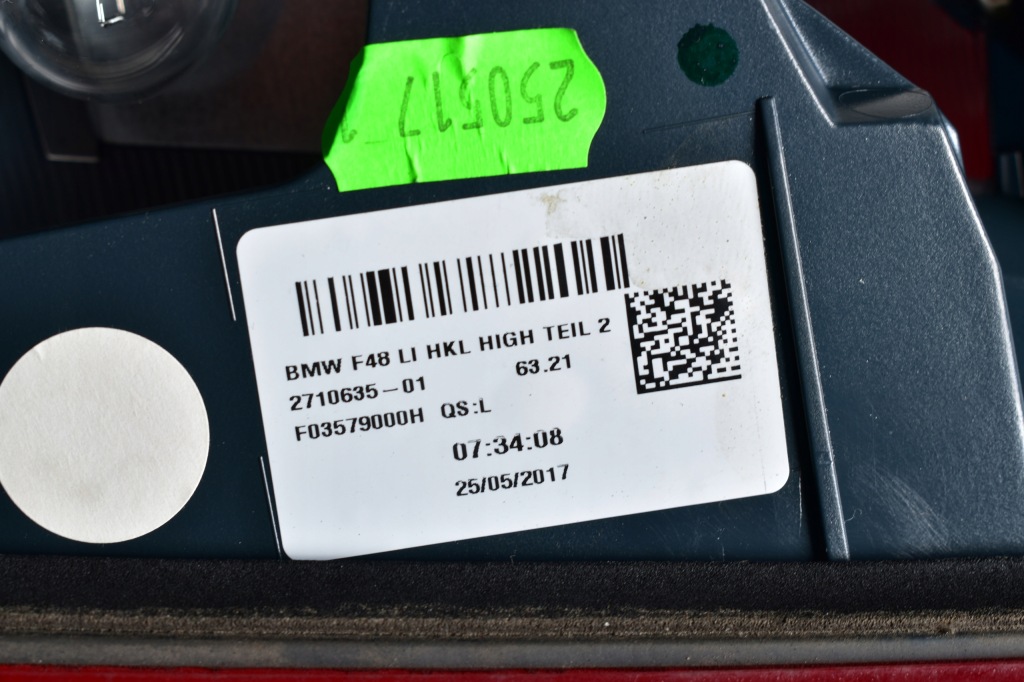 250517
BMW F48 LI HKL HIGH TEIL 2
2710635-01 63.21
F03579000H QS:L
07:34:08
25/05/2017